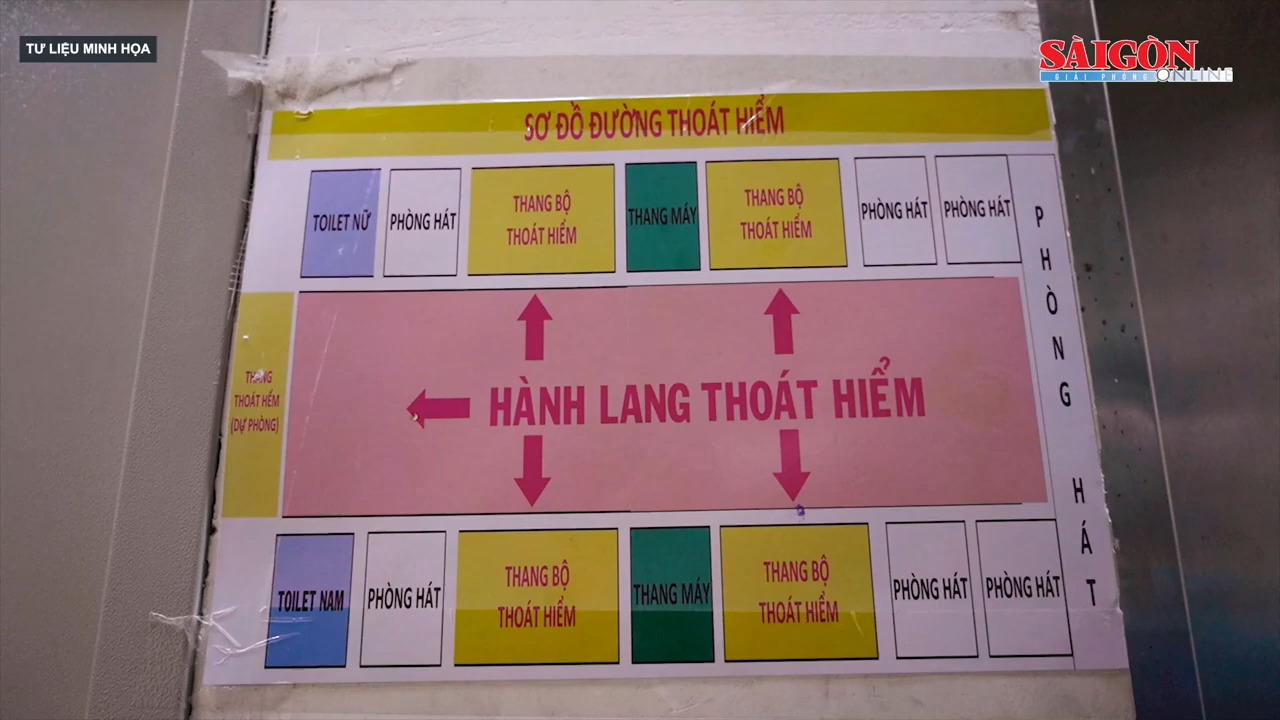 TƯ LIỆU MINH HỌA
SÀIGÒN
GIẢI PHÓNG ONLINE
SƠ ĐỒ ĐƯỜNG THOÁT HIỂM
TOILET NỮ
PHÒNG HÁT
THANG BỘ
THOÁT HIỂM
THANG MÁY
THANG BỘ
THOÁT HIỂM
PHÒNG HÁT
PHÒNG HÁT
PHÒNG HÁT
THANG
THOÁT HỂM
(DỰ PHÒNG)
HÀNH LANG THOÁT HIỂM
TOILET NAM
PHÒNG HÁT
THANG BỘ
THOÁT HIỂM
THANG MÁY
THANG BỘ
THOÁT HIỂM
PHÒNG HÁT
PHÒNG HÁT